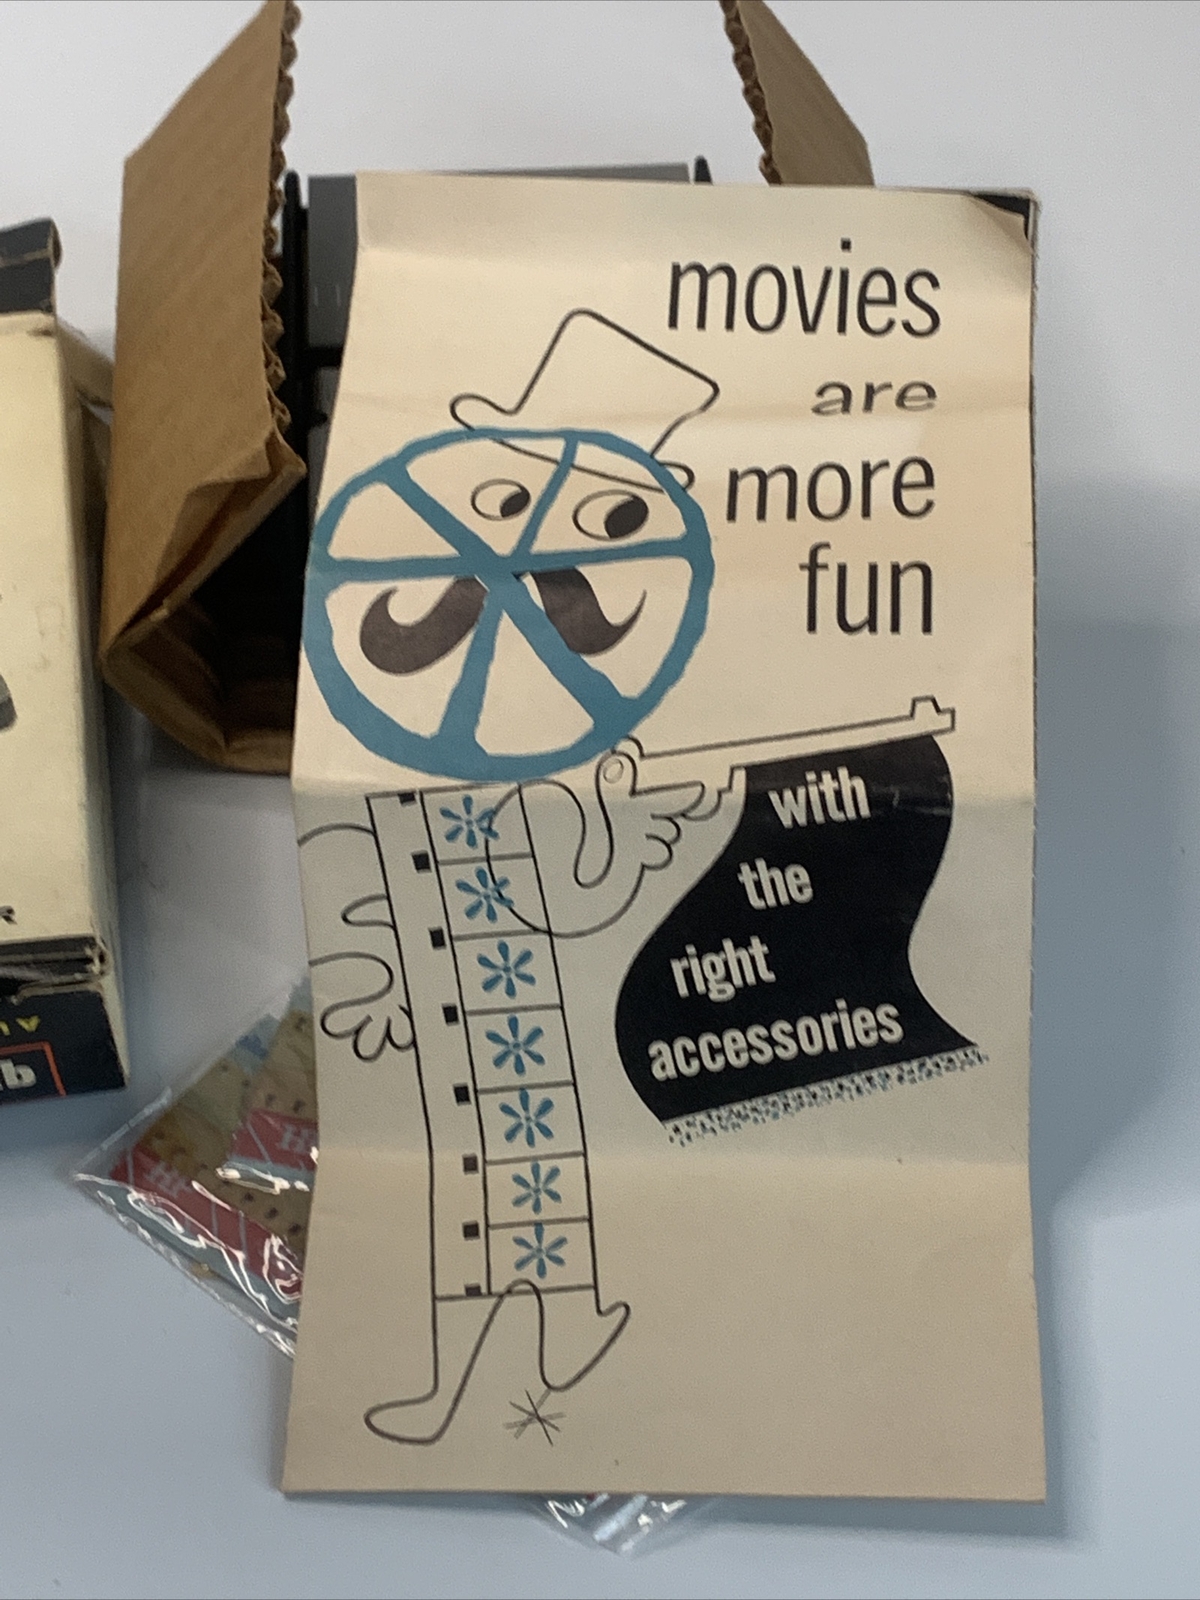 movies
are
more
fun
with
the
right
accessories